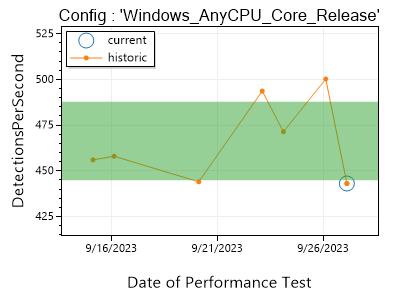 Config : 'Windows_AnyCPU_Core_Release'
current
historic
525
500
475
450
425
DetectionsPerSecond
9/16/2023
9/21/2023
9/26/2023
Date of Performance Test